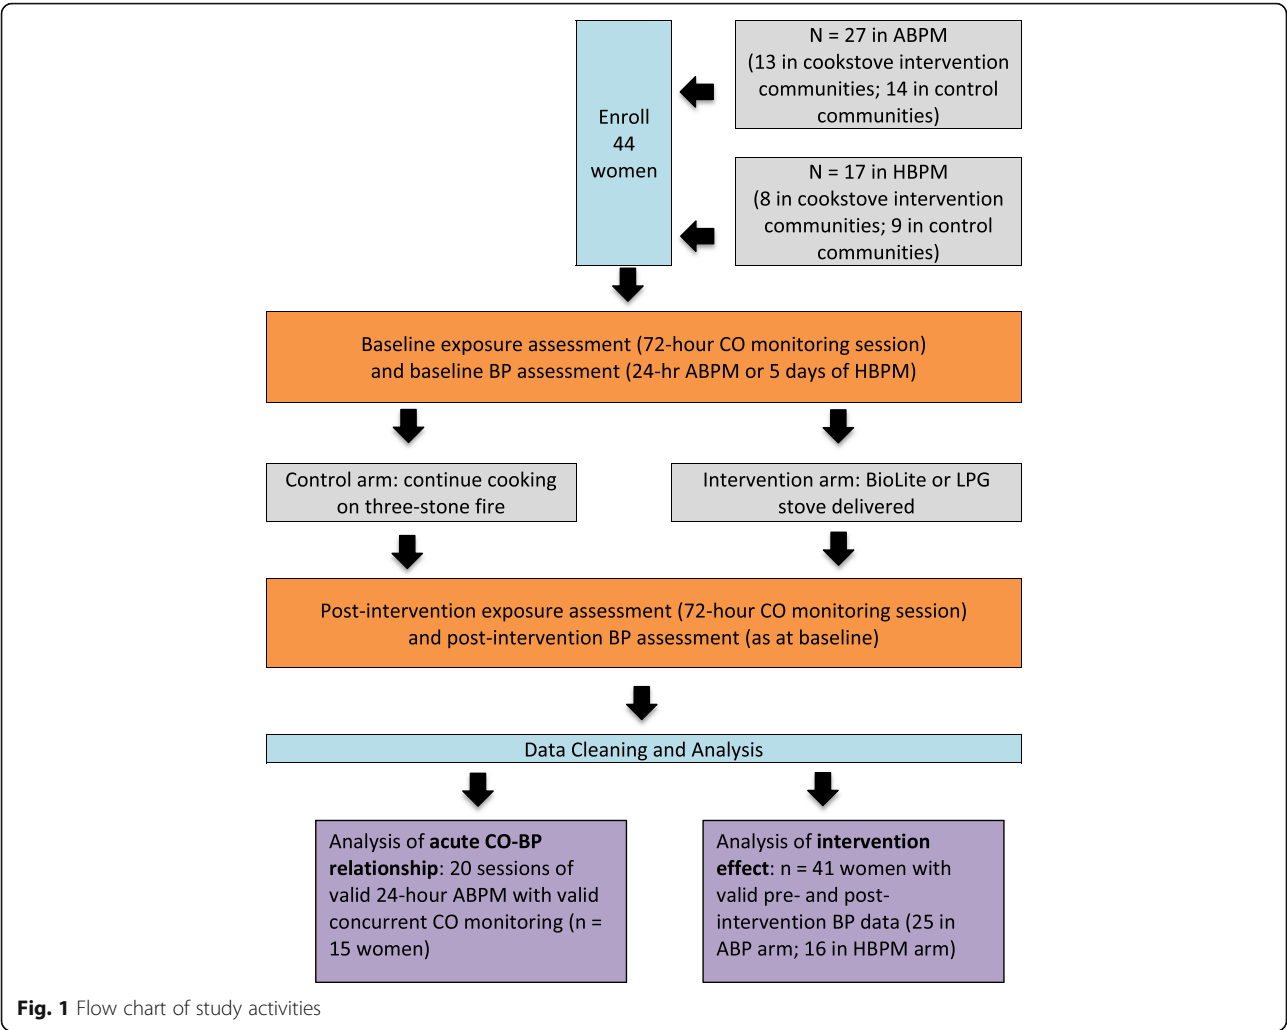 Enroll
44
women
N = 27 in ABPM
(13 in cookstove intervention
communities; 14 in control
communities)
N = 17 in HBPM
(8 in cookstove intervention
communities; 9 in control
communities)
Baseline exposure assessment (72-hour CO monitoring session)
and baseline BP assessment (24-hr ABPM or 5 days of HBPM)
Control arm: continue cooking
on three-stone fire
Intervention arm: BioLite or LPG
stove delivered
Post-intervention exposure assessment (72-hour CO monitoring session)
and post-intervention BP assessment (as at baseline)
Data Cleaning and Analysis
Analysis of acute CO-BP
relationship: 20 sessions of
valid 24-hour ABPM with valid
concurrent CO monitoring (n =
15 women)
Analysis of intervention
effect: n = 41 women with
valid pre- and post-
intervention BP data (25 in
ABP arm; 16 in HBPM arm)
Fig. 1 Flow chart of study activities